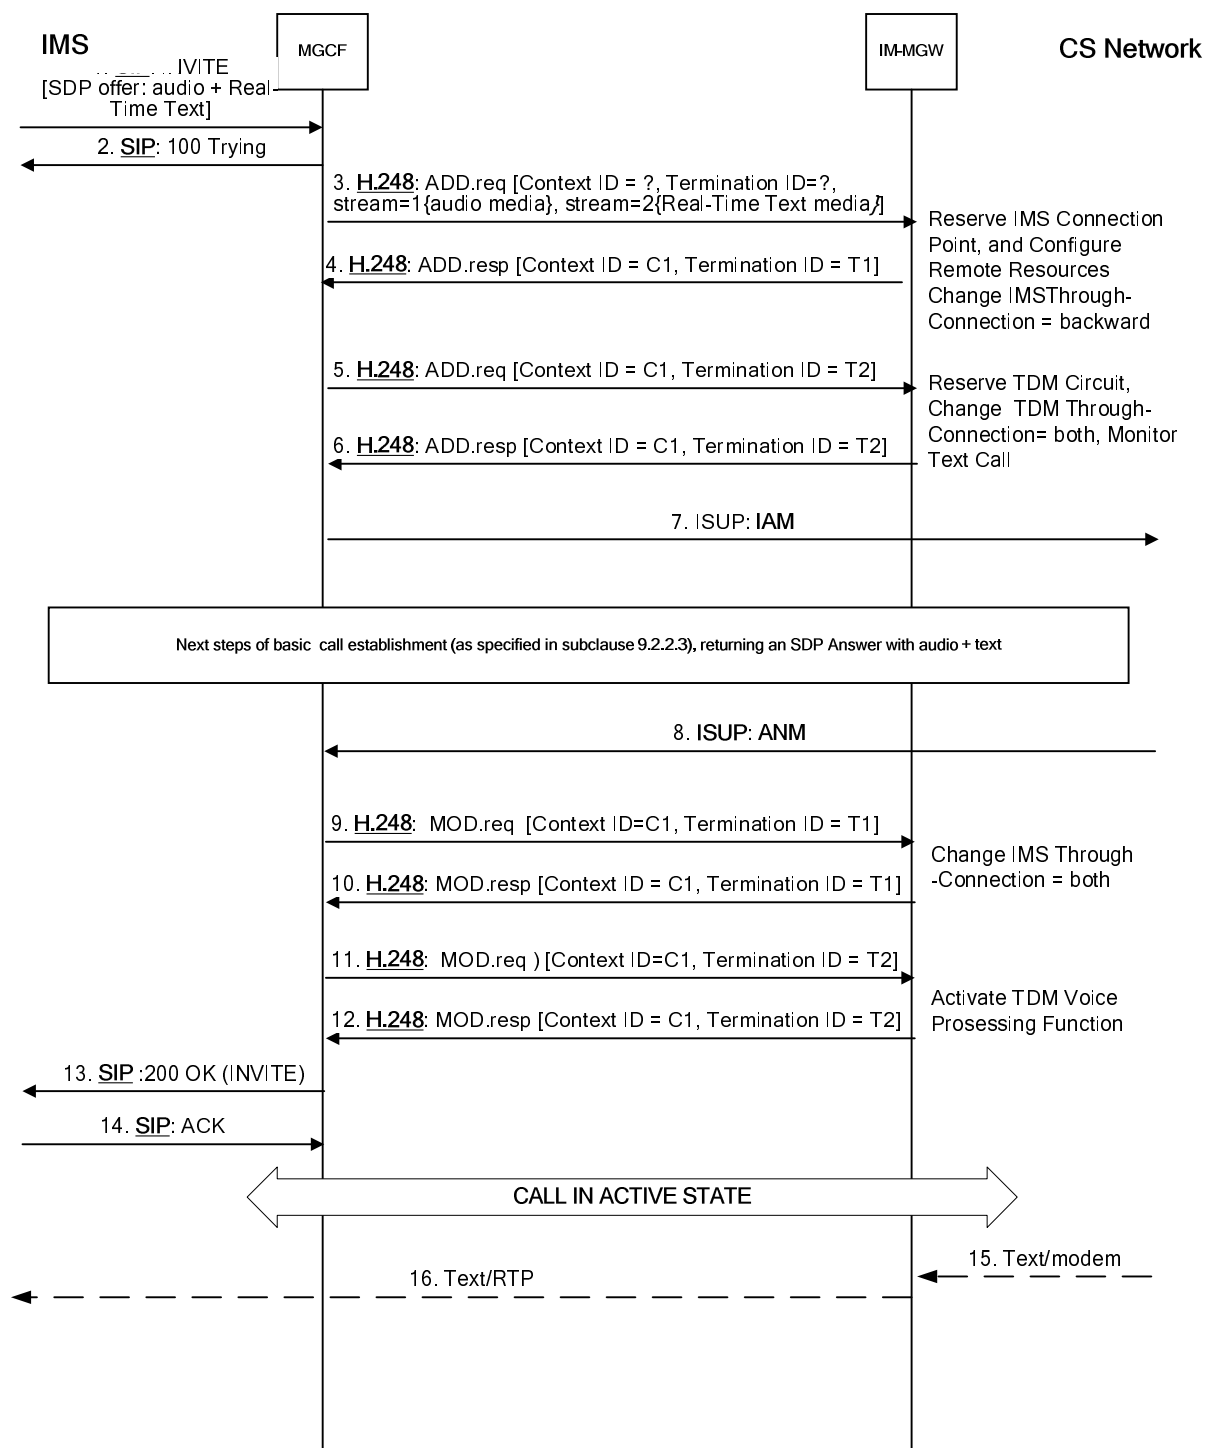 IMS
MGCF
IM-MGW
CS Network
IVITE
[SDP offer: audio + Real-
Time Text]
2. SIP: 100 Trying
3. H.248: ADD.req [Context ID = ?, Termination ID=?,
stream=1{audio media}, stream=2{Real-Time Text media}]
Reserve IMS Connection
Point, and Configure
Remote Resources
Change IMSThrough-
Connection = backward
4. H.248: ADD.resp [Context ID = C1, Termination ID = T1]
5. H.248: ADD.req [Context ID = C1, Termination ID = T2]
Reserve TDM Circuit,
Change TDM Through-
Connection= both, Monitor
Text Call
6. H.248: ADD.resp [Context ID = C1, Termination ID = T2]
7. ISUP: IAM
Next steps of basic call establishment (as specified in subclause 9.2.2.3), returning an SDP Answer with audio + text
8. ISUP: ANM
9. H.248: MOD.req [Context ID=C1, Termination ID = T1]
Change IMS Through
-Connection = both
10. H.248: MOD.resp [Context ID = C1, Termination ID = T1]
11. H.248: MOD.req ) [Context ID=C1, Termination ID = T2]
Activate TDM Voice
Prosessing Function
12. H.248: MOD.resp [Context ID = C1, Termination ID = T2]
13. SIP :200 OK (INVITE)
14. SIP: ACK
CALL IN ACTIVE STATE
15. Text/modem
16. Text/RTP